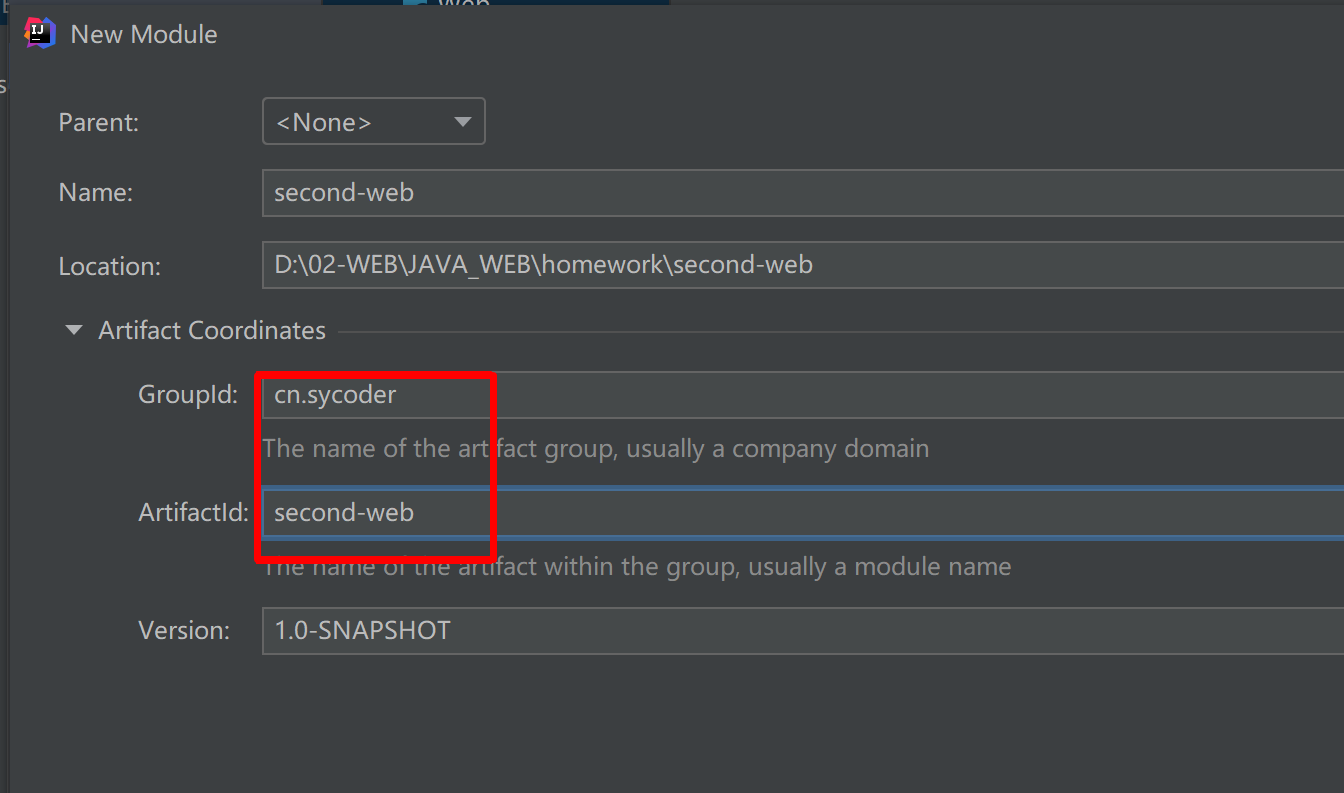 New Module
Parent:
<None>
Name:
second-web
Location:
D:\02-WEB\JAVA_WEB\homework\second-web
Artifact Coordinates
GroupId:
cn.sycoder
The name of the artifact group, usually a company domain
ArtifactId:
second-web
The name of the artifact within the group, usually a module name
Version:
1.0-SNAPSHOT